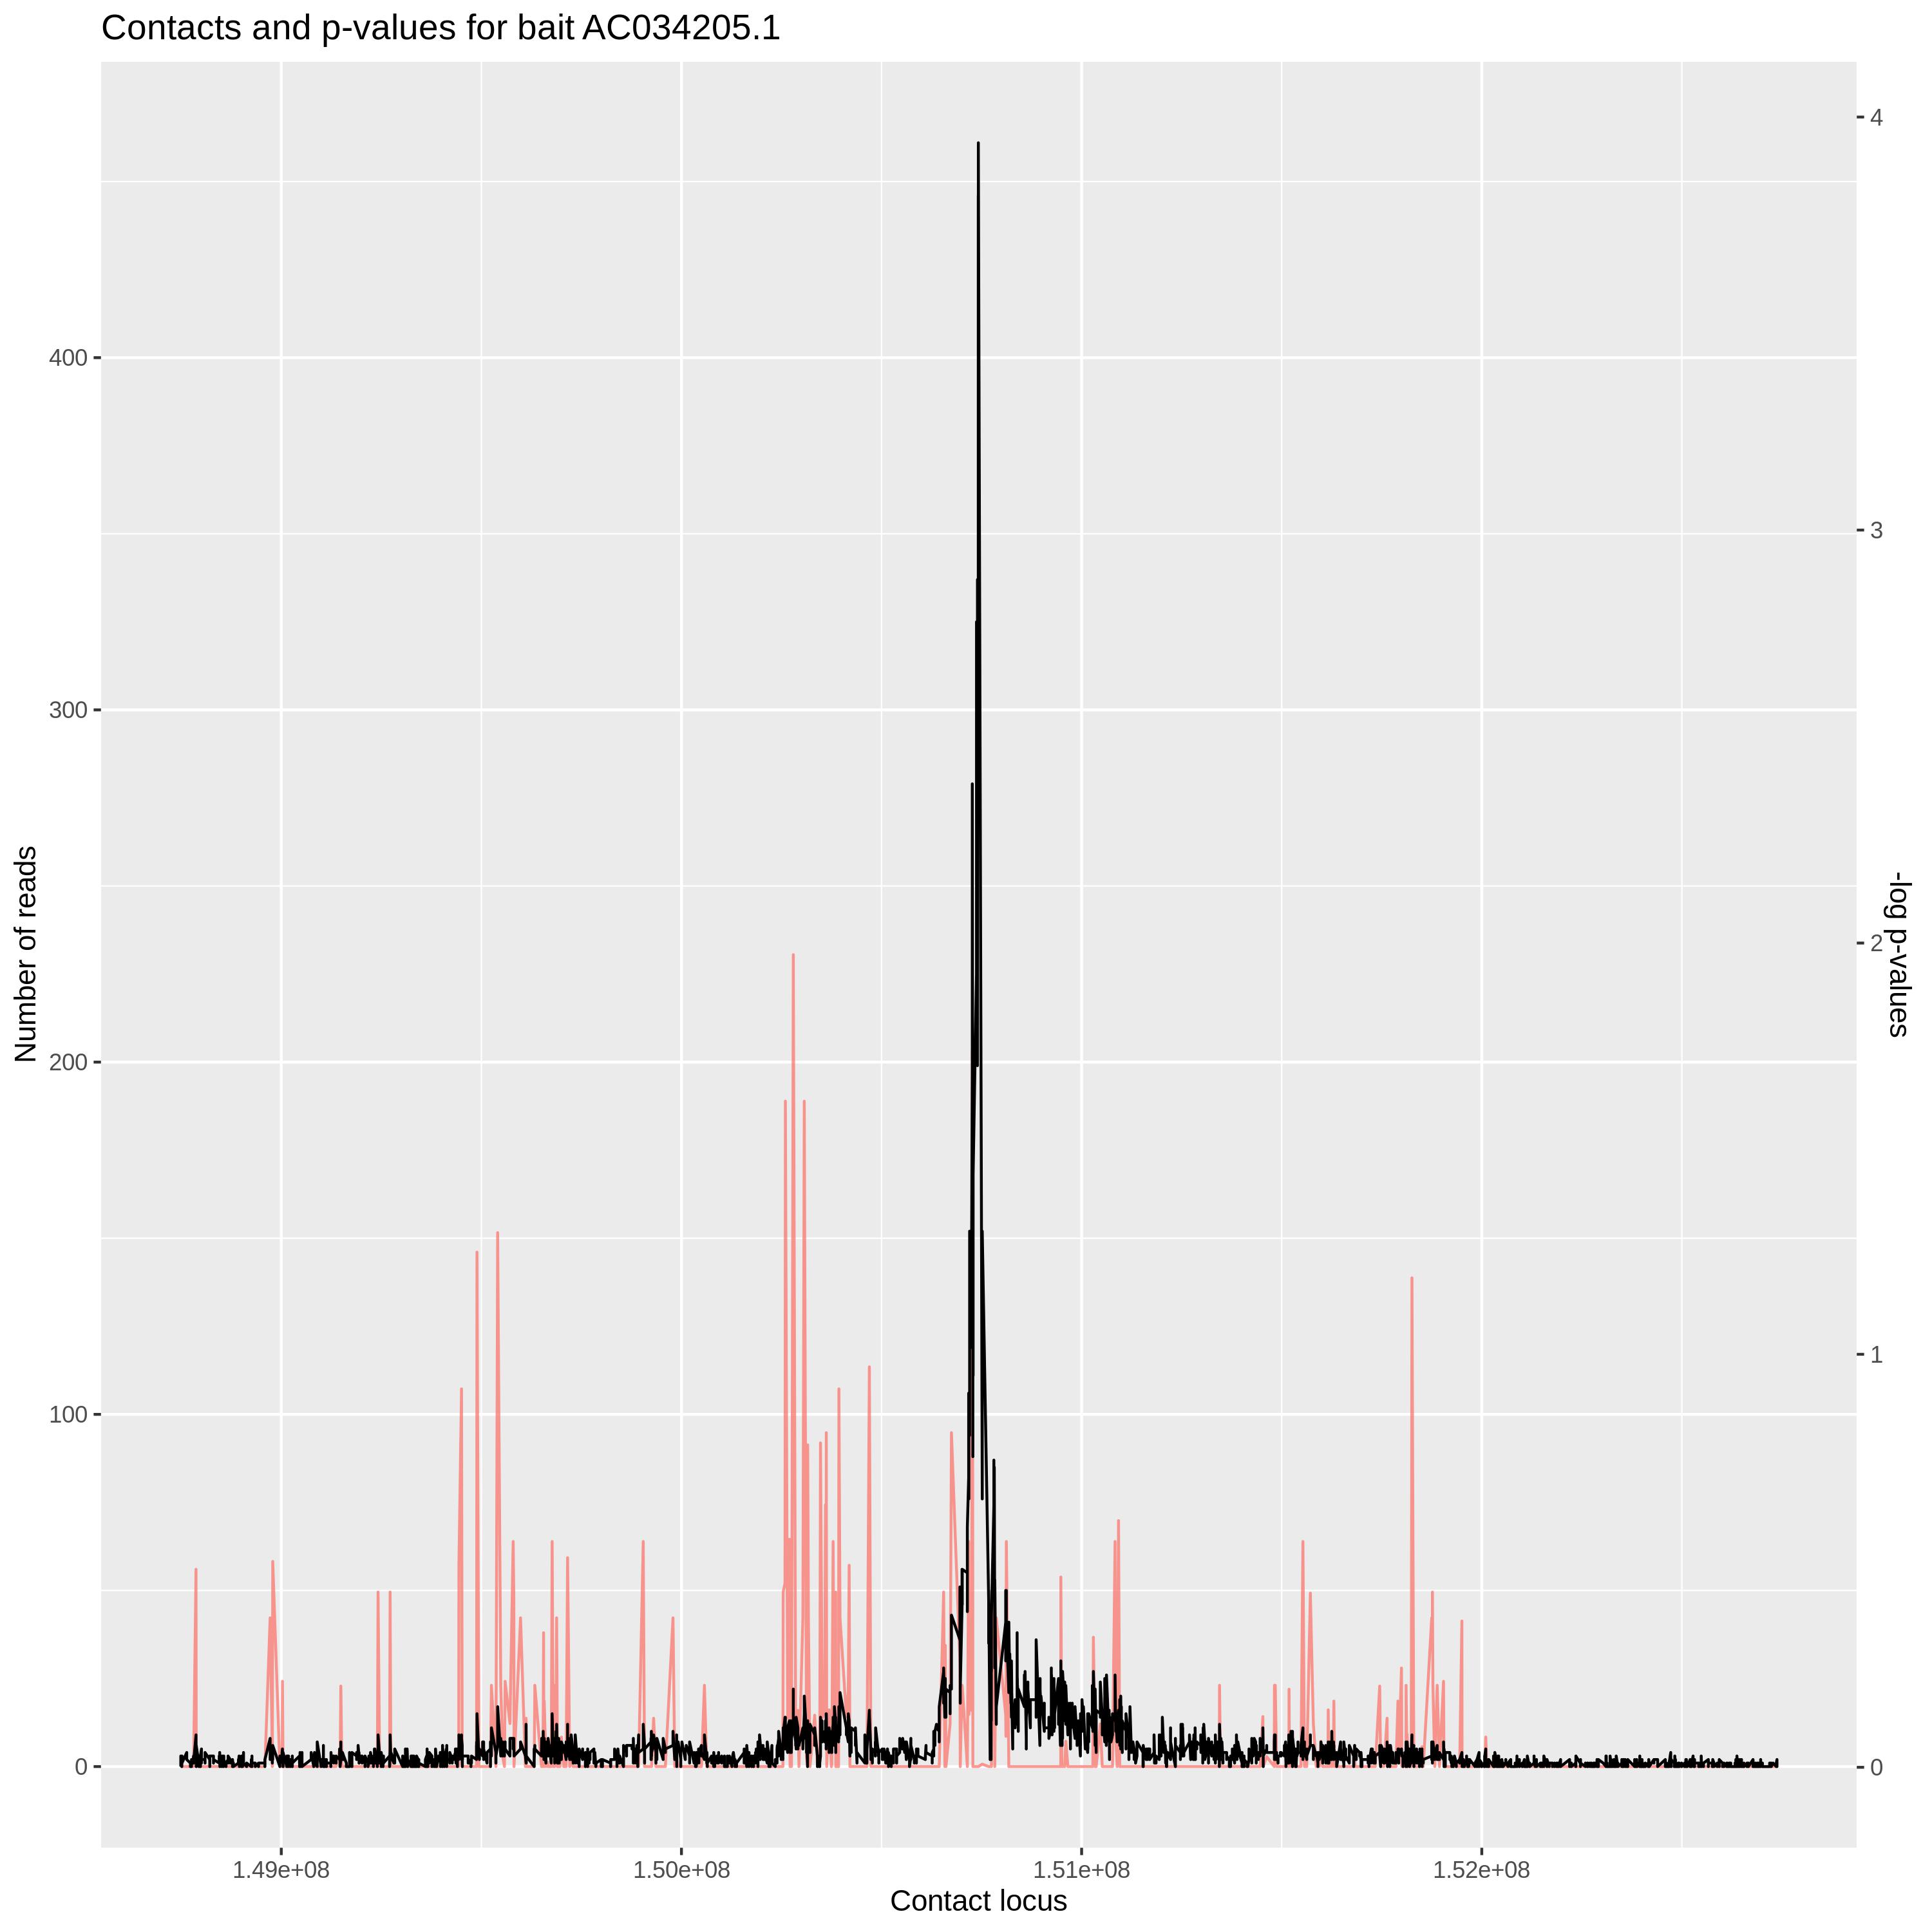 Contacts and p-values for bait AC034205.1
Number of reads
400
300
200
100
0
4
3
2
1
0
-log p-values
1.49e+08
1.50e+08
1.51e+08
1.52e+08
Contact locus